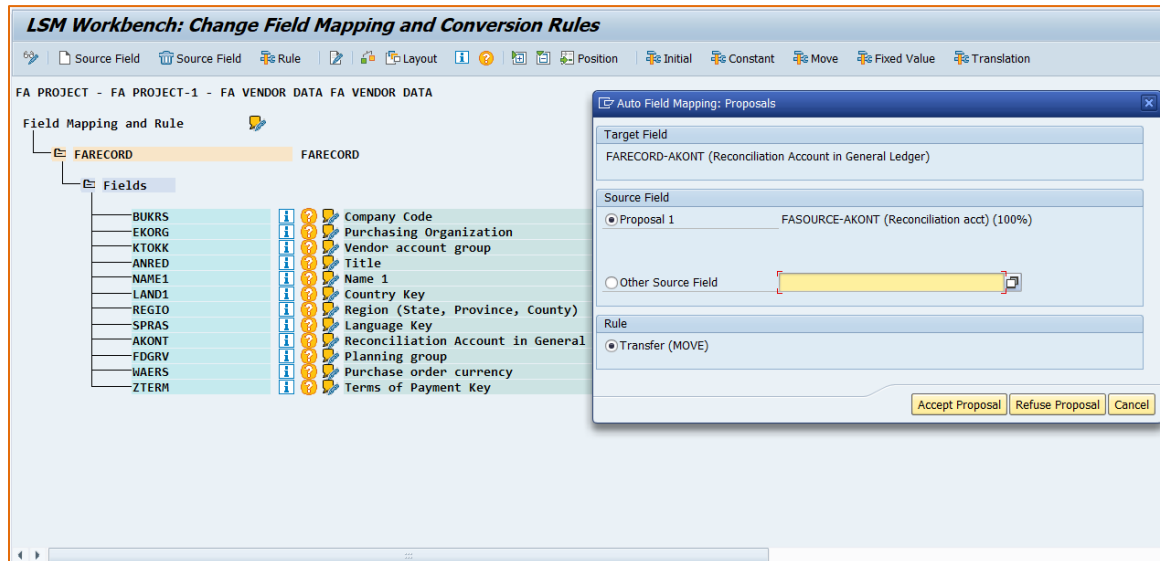 LSM Workbench: Change Field Mapping and Conversion Rules
Source Field Source Field Rule Layout Position Initial Constant Move Fixed Value Translation
FA PROJECT - FA PROJECT-1 - FA VENDOR DATA FA VENDOR DATA
Field Mapping and Rule
FARECORD FARECORD
Fields
BUKRS Company Code
EKORG Purchasing Organization
KTOKK Vendor account group
ANRED Title
NAME1 Name 1
LAND1 Country Key
REGIO Region (State, Province, County)
SPRAS Language Key
AKONT Reconciliation Account in General
FDGRV Planning group
WAERS Purchase order currency
ZTERM Terms of Payment Key
Auto Field Mapping: Proposals
Target Field
FARECORD-AKONT (Reconciliation Account in General Ledger)
Source Field
Proposal 1 FASOURCE-AKONT (Reconciliation acct) (100%)
Other Source Field
Rule
Transfer (MOVE)
Accept Proposal Refuse Proposal Cancel